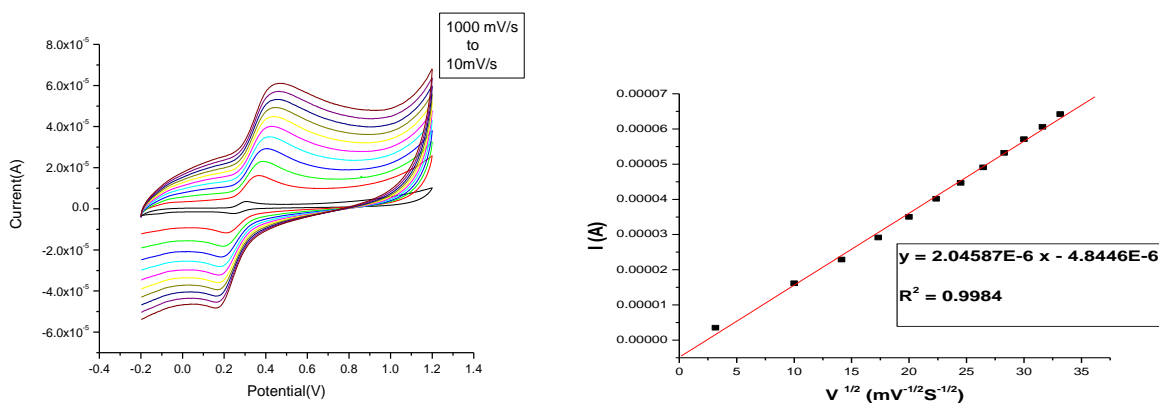 1000 mV/s
to
10mV/s
8.0x10⁻⁵
6.0x10⁻⁵
4.0x10⁻⁵
2.0x10⁻⁵
0.0
-2.0x10⁻⁵
-4.0x10⁻⁵
-6.0x10⁻⁵
Current(A)
-0.4 -0.2 0.0 0.2 0.4 0.6 0.8 1.0 1.2 1.4
Potential(V)
0.00007
0.00006
0.00005
0.00004
0.00003
0.00002
0.00001
0.00000
I (A)
y = 2.04587E-6 x - 4.8446E-6
R² = 0.9984
0 5 10 15 20 25 30 35
V ¹/² (mV⁻¹/²S⁻¹/²)